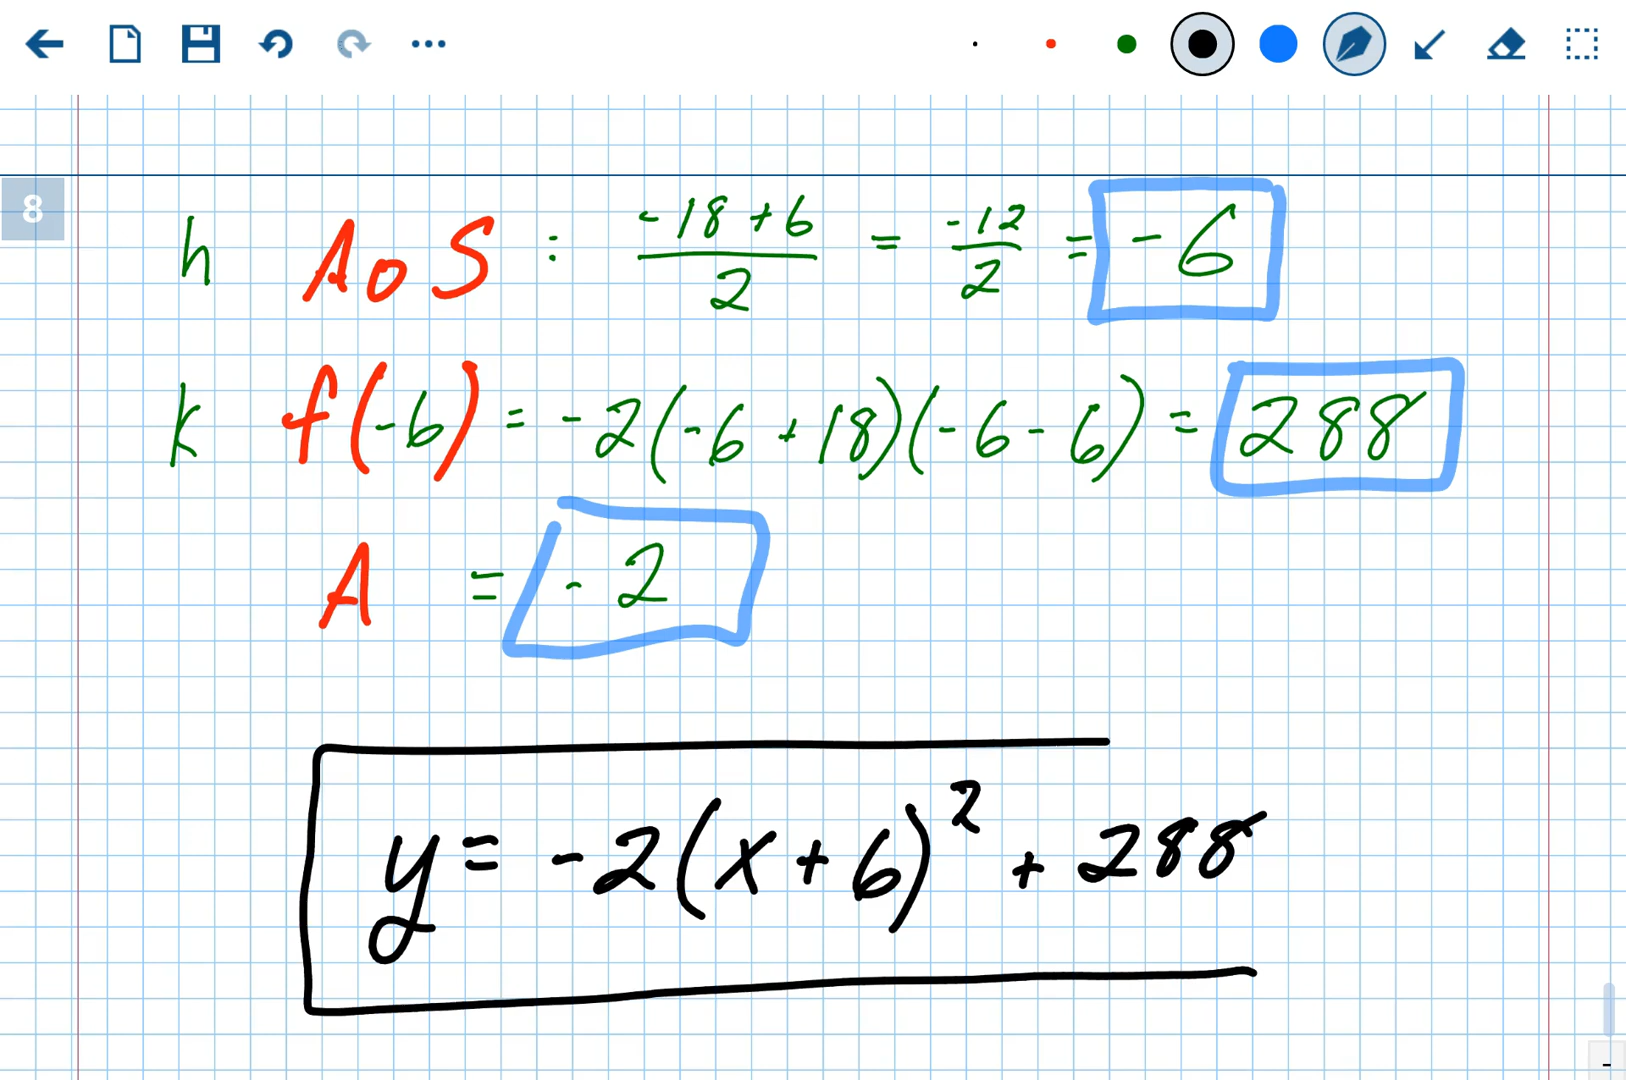 8
h AoS : (-18+6)/2 = -12/2 = -6
k f(-6) = -2(-6+18)(-6-6) = 288
A = -2
y = -2(x+6)² + 288